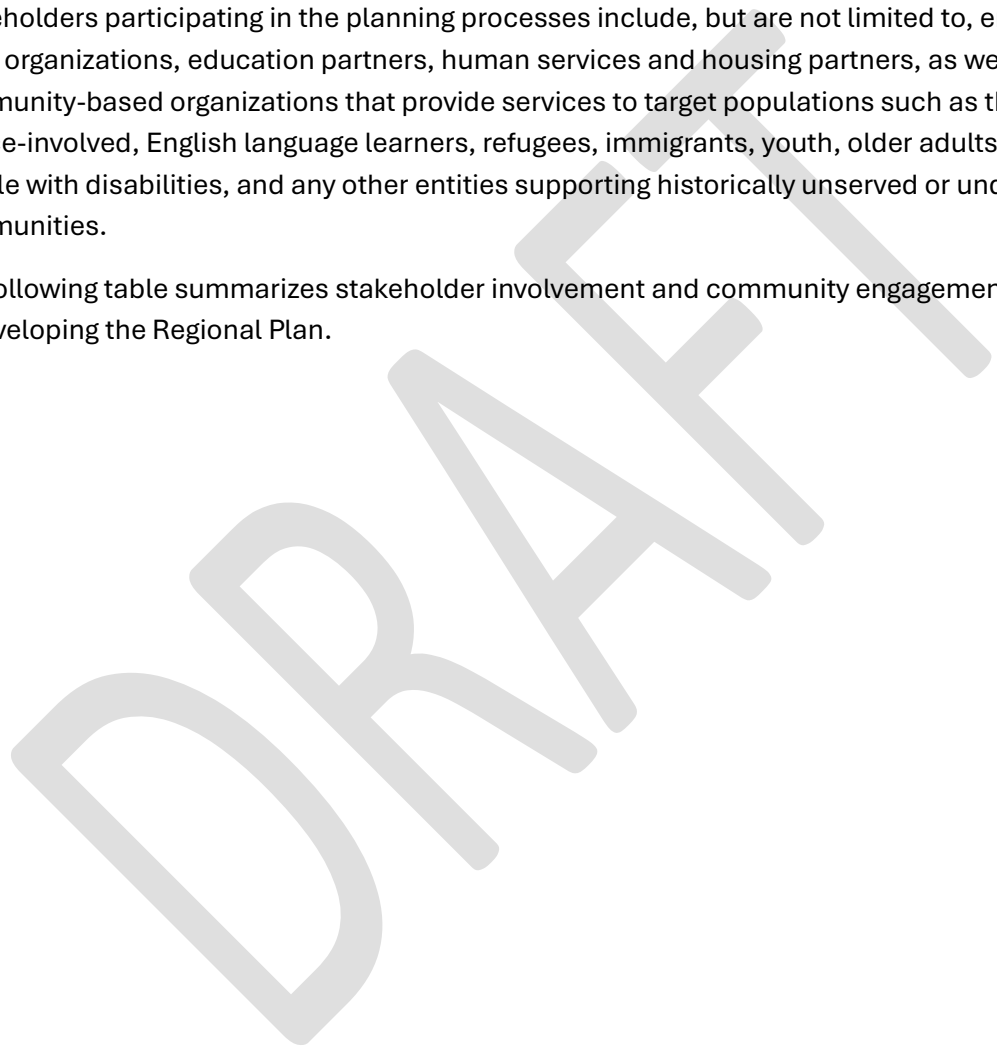 eholders participating in the planning processes include, but are not limited to, e
organizations, education partners, human services and housing partners, as we
munity-based organizations that provide services to target populations such as th
e-involved, English language learners, refugees, immigrants, youth, older adults
le with disabilities, and any other entities supporting historically unserved or und
munities.
ollowing table summarizes stakeholder involvement and community engagemen
veloping the Regional Plan.
DRAFT